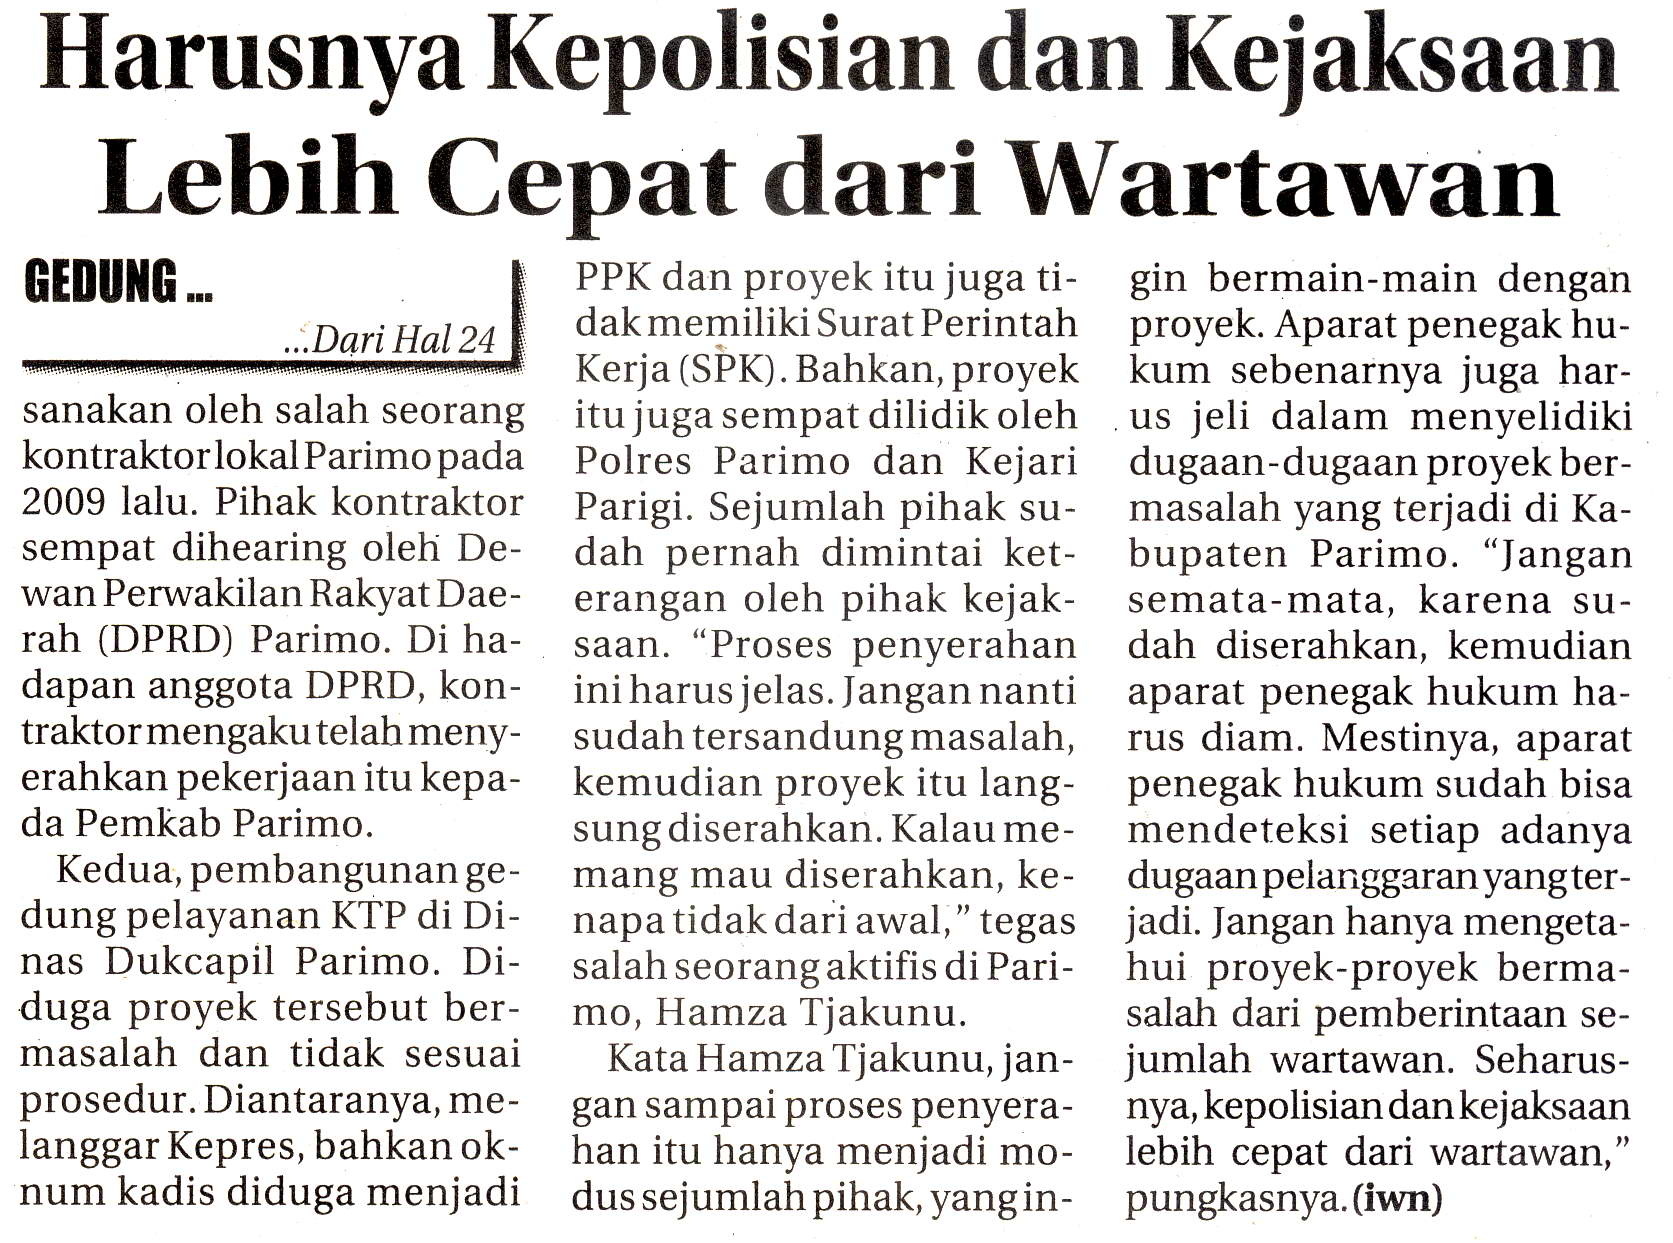 Harusnya Kepolisian dan Kejaksaan
Lebih Cepat dari Wartawan
GEDUNG ...
...Dari Hal 24
sanakan oleh salah seorang
kontraktor lokal Parimo pada
2009 lalu. Pihak kontraktor
sempat dihearing oleh De-
wan Perwakilan Rakyat Dae-
rah (DPRD) Parimo. Di ha-
dapan anggota DPRD, kon-
traktor mengaku telah meny-
erahkan pekerjaan itu kepa-
da Pemkab Parimo.
Kedua, pembangunan ge-
dung pelayanan KTP di Di-
nas Dukcapil Parimo. Di-
duga proyek tersebut ber-
masalah dan tidak sesuai
prosedur. Diantaranya, me-
langgar Kepres, bahkan ok-
num kadis diduga menjadi
PPK dan proyek itu juga ti-
dak memiliki Surat Perintah
Kerja (SPK). Bahkan, proyek
itu juga sempat dilidik oleh
Polres Parimo dan Kejari
Parigi. Sejumlah pihak su-
dah pernah dimintai ket-
erangan oleh pihak kejak-
saan. “Proses penyerahan
ini harus jelas. Jangan nanti
sudah tersandung masalah,
kemudian proyek itu lang-
sung diserahkan. Kalau me-
mang mau diserahkan, ke-
napa tidak dari awal,” tegas
salah seorang aktifis di Pari-
mo, Hamza Tjakunu.
Kata Hamza Tjakunu, jan-
gan sampai proses penyera-
han itu hanya menjadi mo-
dus sejumlah pihak, yang in-
gin bermain-main dengan
proyek. Aparat penegak hu-
kum sebenarnya juga har-
us jeli dalam menyelidiki
dugaan-dugaan proyek ber-
masalah yang terjadi di Ka-
bupaten Parimo. “Jangan
semata-mata, karena su-
dah diserahkan, kemudian
aparat penegak hukum ha-
rus diam. Mestinya, aparat
penegak hukum sudah bisa
mendeteksi setiap adanya
dugaan pelanggaran yang ter-
jadi. Jangan hanya mengeta-
hui proyek-proyek berma-
salah dari pemberintaan se-
jumlah wartawan. Seharus-
nya, kepolisian dan kejaksaan
lebih cepat dari wartawan,”
pungkasnya. (iwn)